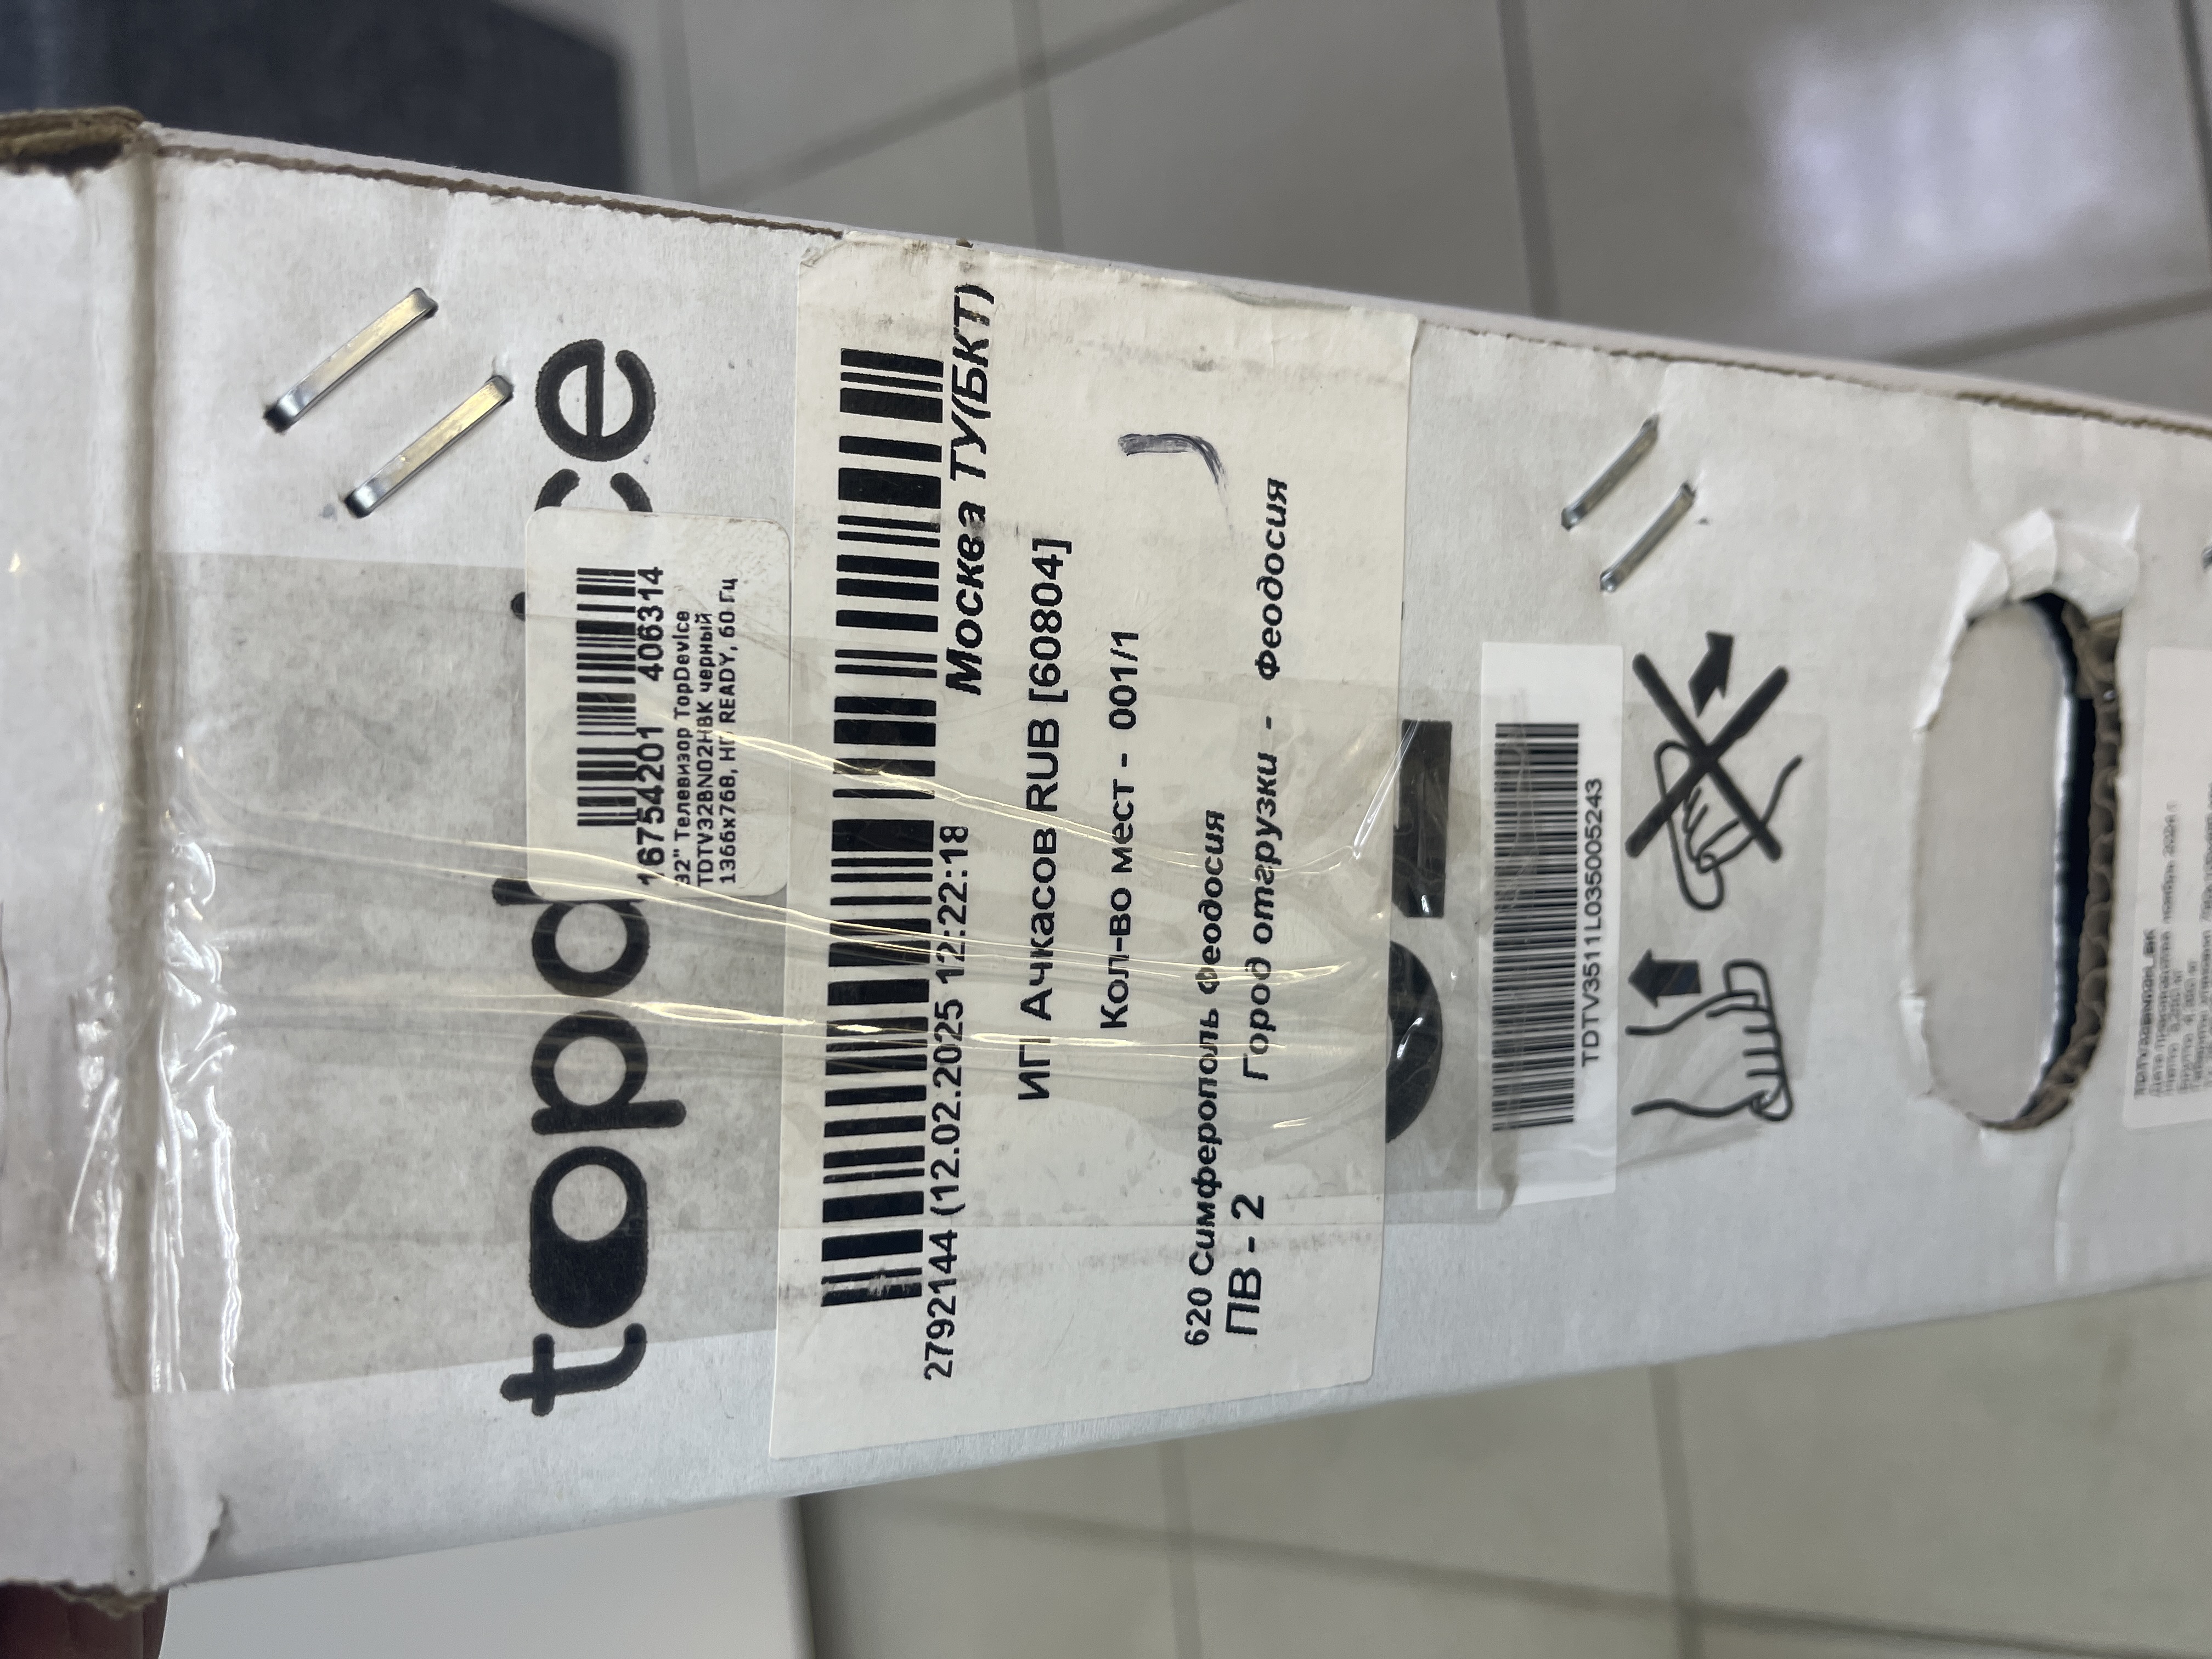 topd ce
16754201 406314
32" Телевизор TopDevice
TDTV32BN02HBK черный
1366x768, HD READY, 60 Гц
2792144 (12.02.2025 12:22:18
Москва ТУ(БКТ)
ИП Ачкасов RUB [60804]
Кол-во мест - 001/1
620 Симферополь Феодосия
ПВ - 2
Город отгрузки - Феодосия
TDTV3511L035005243